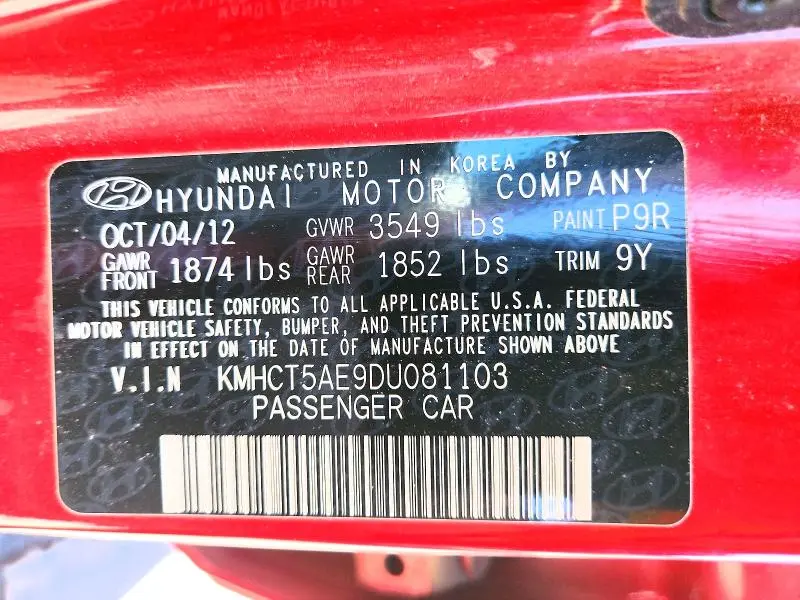 MANUFACTURED IN KOREA BY
HYUNDAI MOTOR COMPANY
OCT/04/12 GVWR 3549 lbs PAINT P9R
GAWR FRONT 1874 lbs GAWR REAR 1852 lbs TRIM 9Y
THIS VEHICLE CONFORMS TO ALL APPLICABLE U.S.A. FEDERAL
MOTOR VEHICLE SAFETY, BUMPER, AND THEFT PREVENTION STANDARDS
IN EFFECT ON THE DATE OF MANUFACTURE SHOWN ABOVE.
V.I.N KMHCT5AE9DU081103
PASSENGER CAR